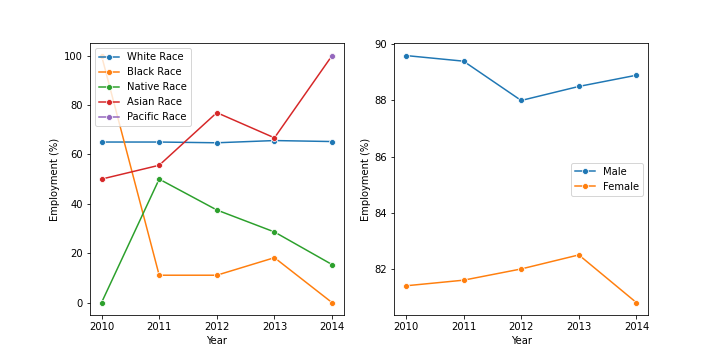 100
80
60
40
20
0
Employment (%)
2010 2011 2012 2013 2014
Year
White Race
Black Race
Native Race
Asian Race
Pacific Race
90
88
86
84
82
Employment (%)
2010 2011 2012 2013 2014
Year
Male
Female